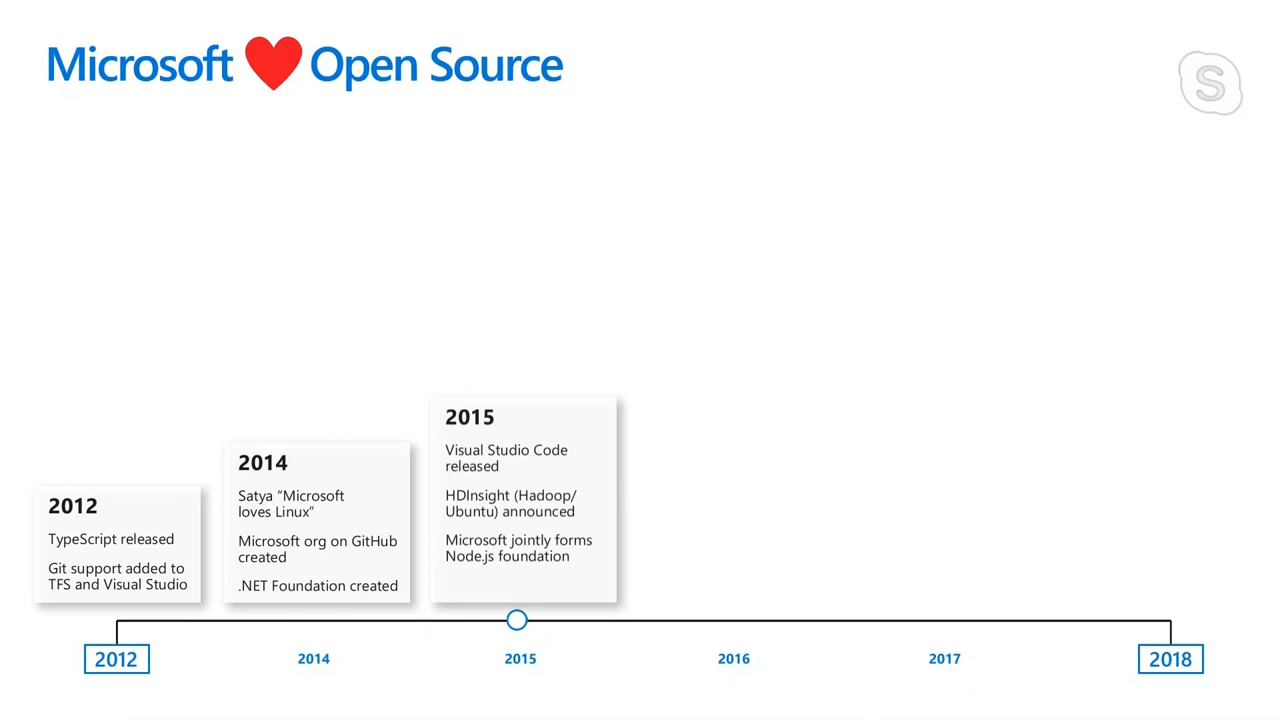 Microsoft ❤ Open Source
S
2012
TypeScript released
Git support added to
TFS and Visual Studio
2014
Satya “Microsoft
loves Linux”
Microsoft org on GitHub
created
.NET Foundation created
2015
Visual Studio Code
released
HDInsight (Hadoop/
Ubuntu) announced
Microsoft jointly forms
Node.js foundation
2012
2014
2015
2016
2017
2018